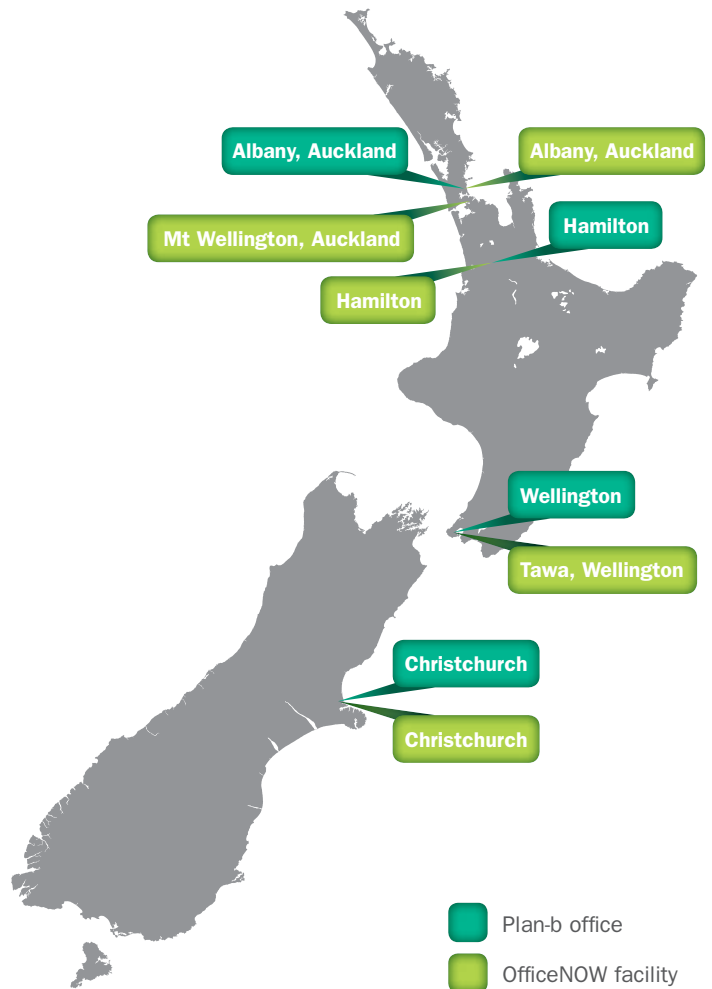 Albany, Auckland
Albany, Auckland
Mt Wellington, Auckland
Hamilton
Hamilton
Wellington
Tawa, Wellington
Christchurch
Christchurch
Plan-b office
OfficeNOW facility